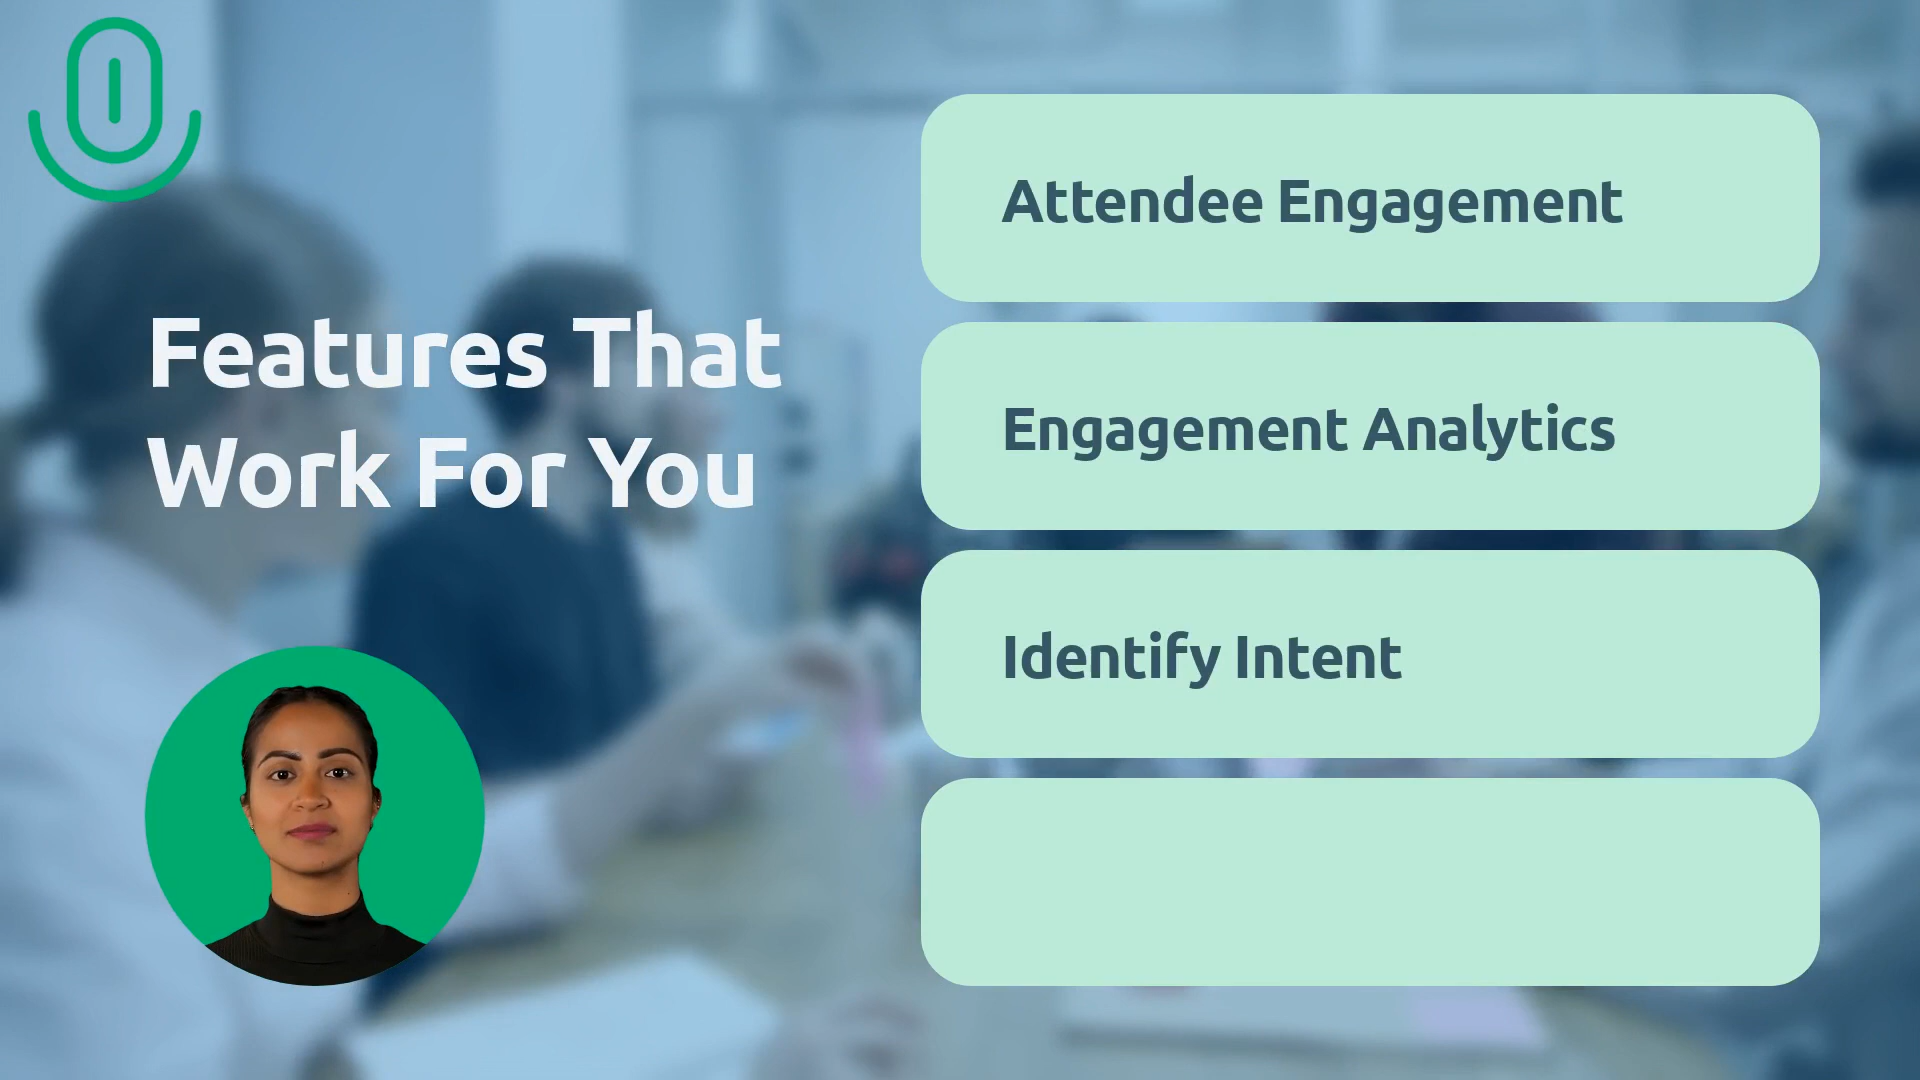 Features That
Work For You
Attendee Engagement
Engagement Analytics
Identify Intent